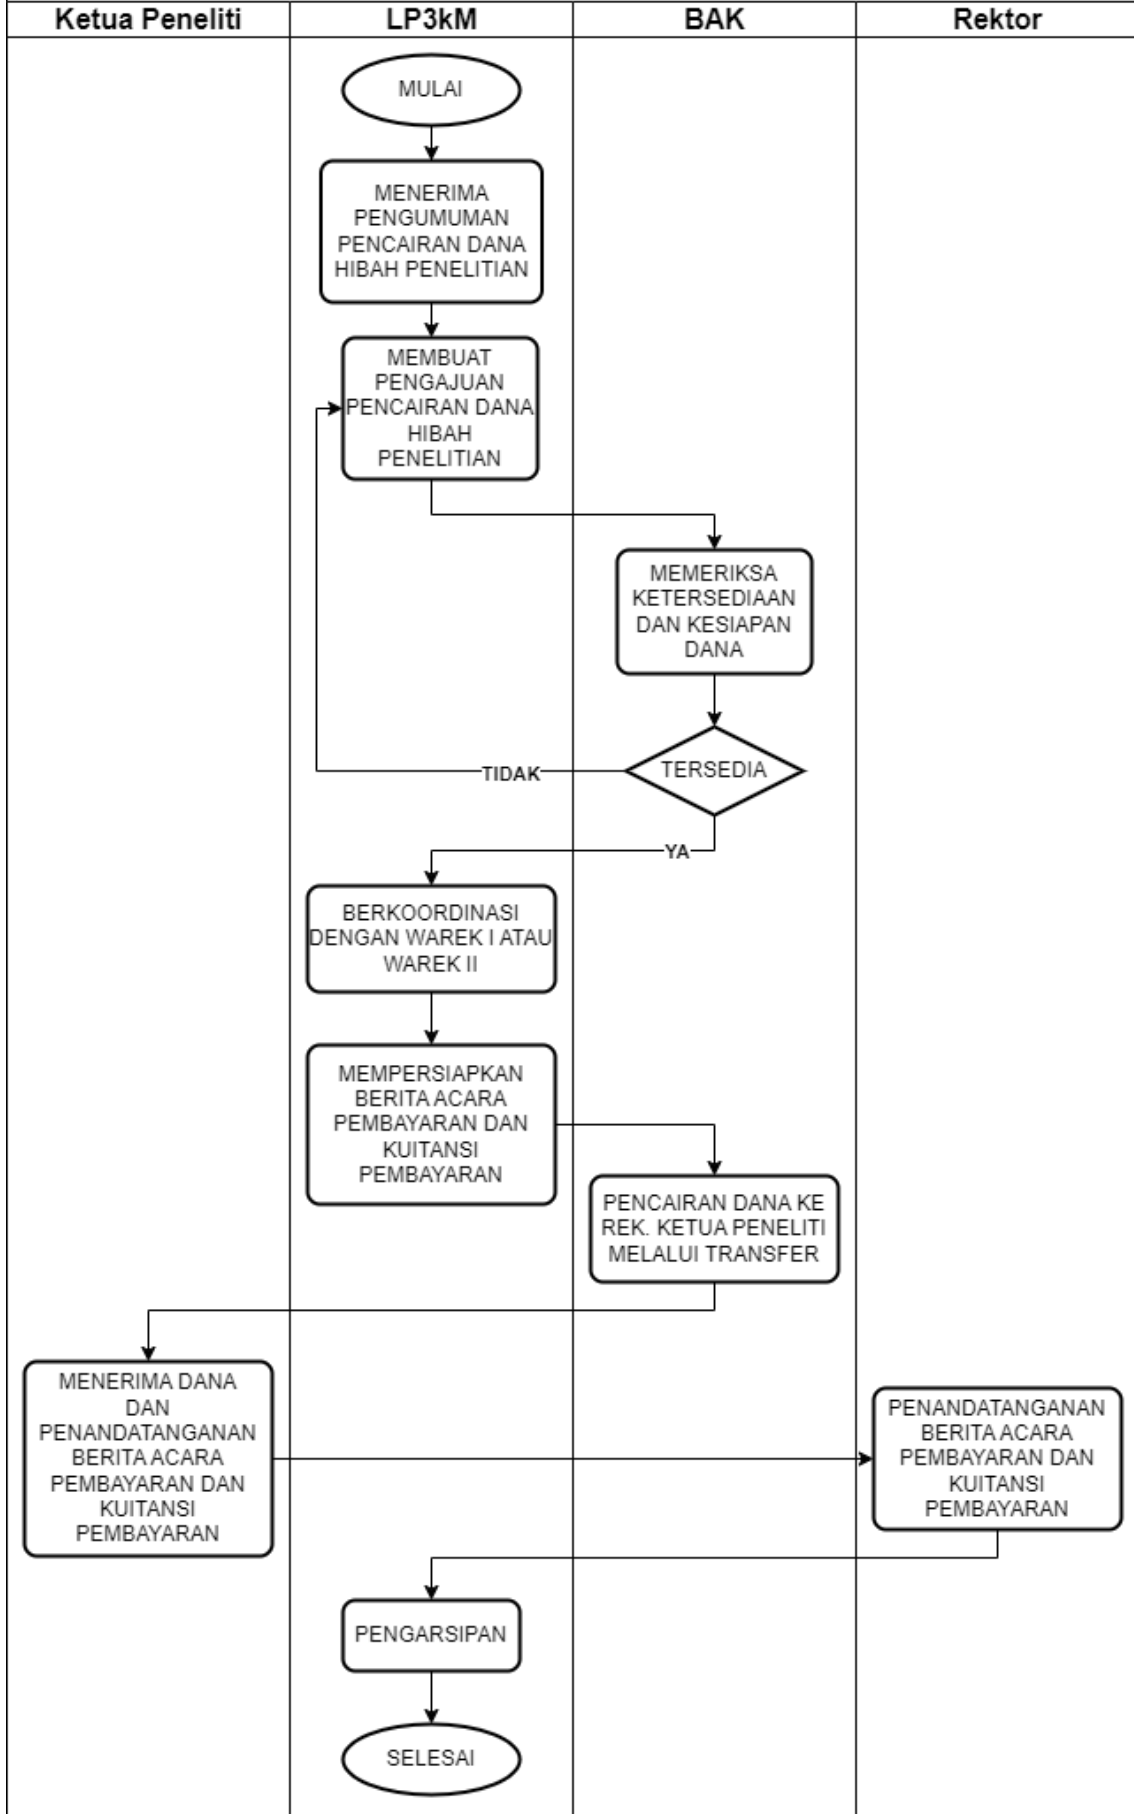 Ketua Peneliti
LP3kM
BAK
Rektor
MULAI
MENERIMA
PENGUMUMAN
PENCAIRAN DANA
HIBAH PENELITIAN
MEMBUAT
PENGAJUAN
PENCAIRAN DANA
HIBAH
PENELITIAN
MEMERIKSA
KETERSEDIAAN
DAN KESIAPAN
DANA
TERSEDIA
TIDAK
YA
BERKOORDINASI
DENGAN WAREK I ATAU
WAREK II
MEMPERSIAPKAN
BERITA ACARA
PEMBAYARAN DAN
KUITANSI
PEMBAYARAN
PENCAIRAN DANA KE
REK. KETUA PENELITI
MELALUI TRANSFER
MENERIMA DANA
DAN
PENANDATANGANAN
BERITA ACARA
PEMBAYARAN DAN
KUITANSI
PEMBAYARAN
PENANDATANGANAN
BERITA ACARA
PEMBAYARAN DAN
KUITANSI
PEMBAYARAN
PENGARSIPAN
SELESAI